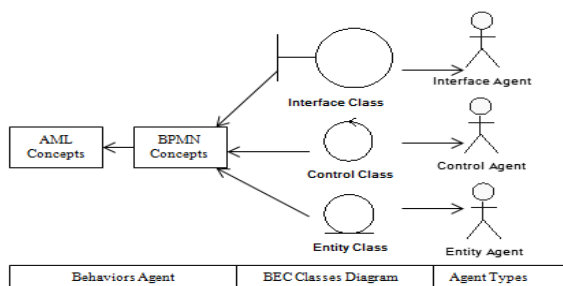 Interface Agent
Interface Class
AML
Concepts
BPMN
Concepts
Control Class
Control Agent
Entity Class
Entity Agent
Behaviors Agent
BEC Classes Diagram
Agent Types